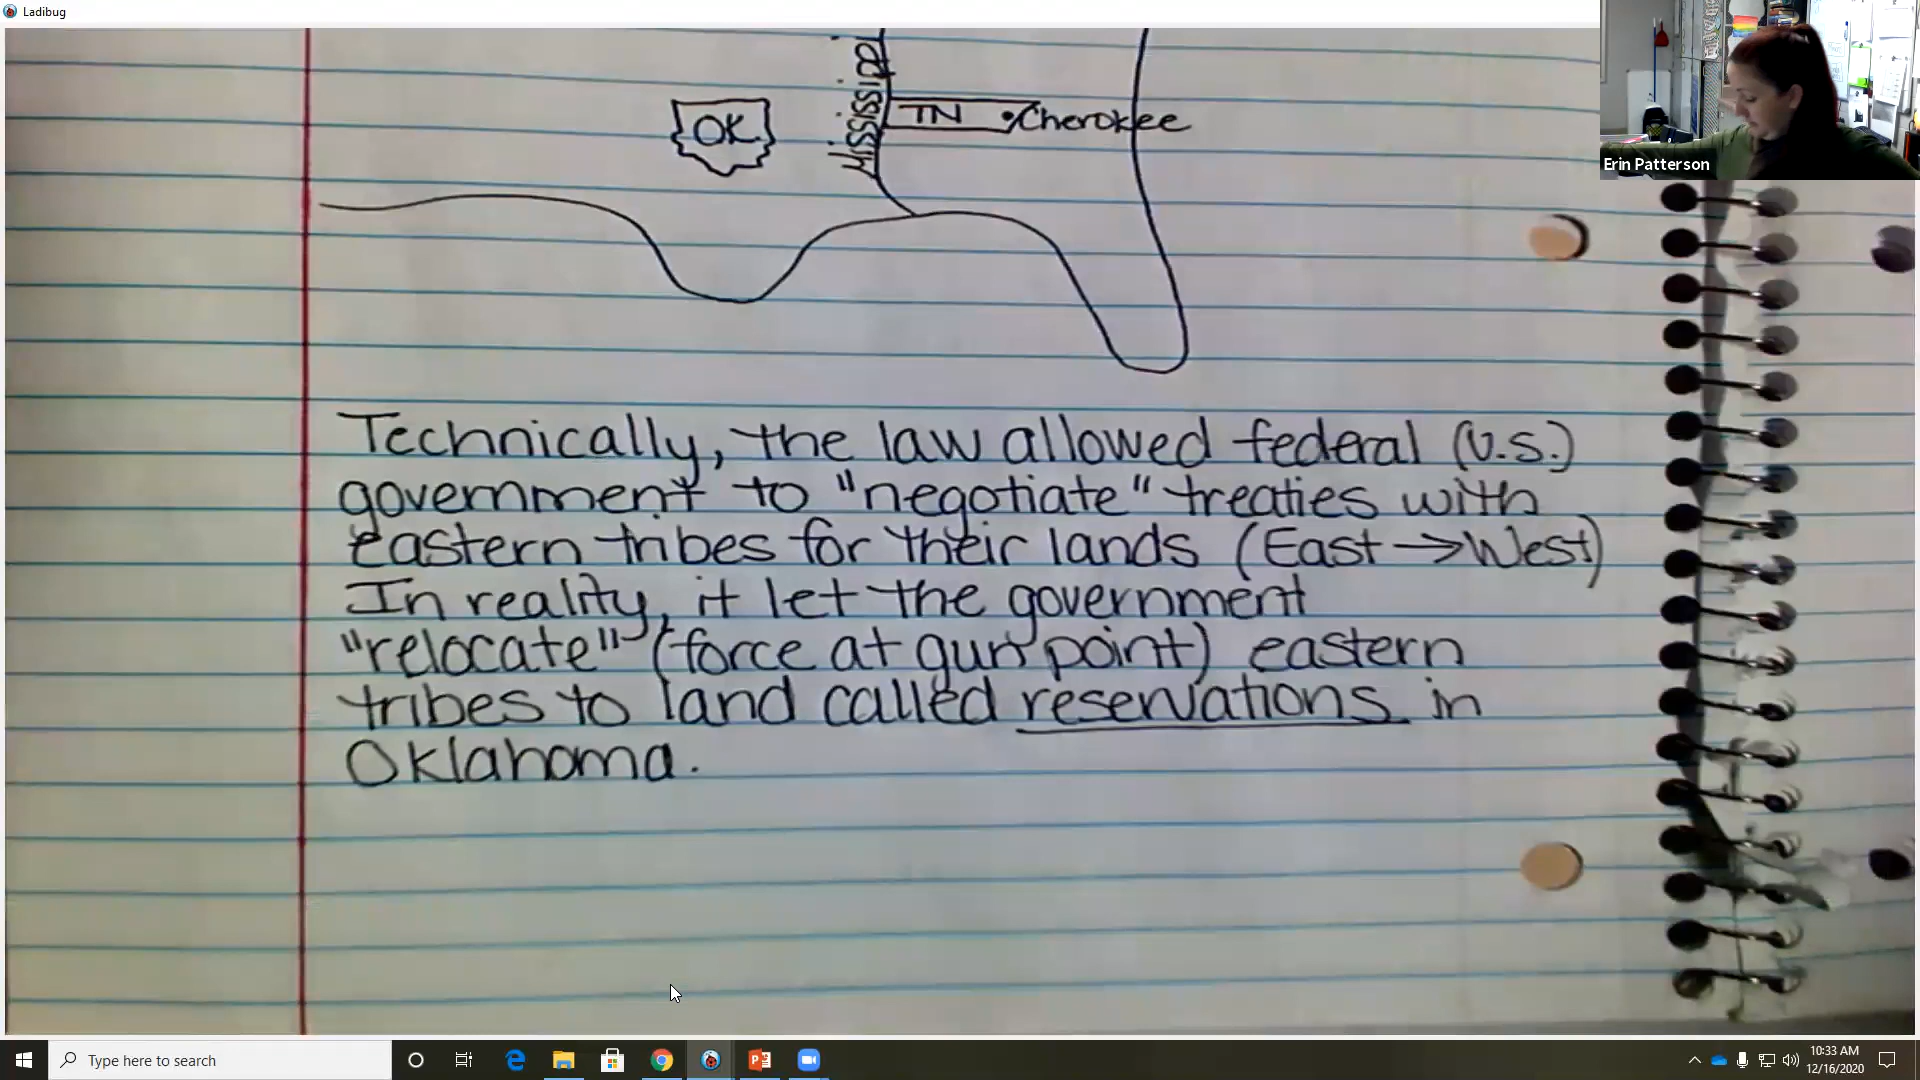 Ladibug
Erin Patterson
OK
TN
Cherokee
Technically, the law allowed federal (U.S.)
government to "negotiate" treaties with
eastern tribes for their lands (East → West)
In reality, it let the government
"relocate" (force at gun point) eastern
tribes to land called reservations in
Oklahoma.
Type here to search
10:33 AM
12/16/2020